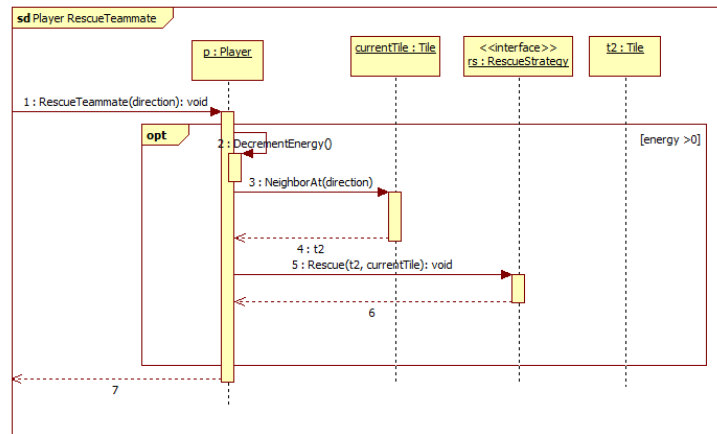 sd Player RescueTeammate
p : Player
currentTile : Tile
<<interface>>
rs : RescueStrategy
t2 : Tile
1 : RescueTeammate(direction): void
opt
[energy >0]
2 : DecrementEnergy()
3 : NeighborAt(direction)
4 : t2
5 : Rescue(t2, currentTile): void
6
7